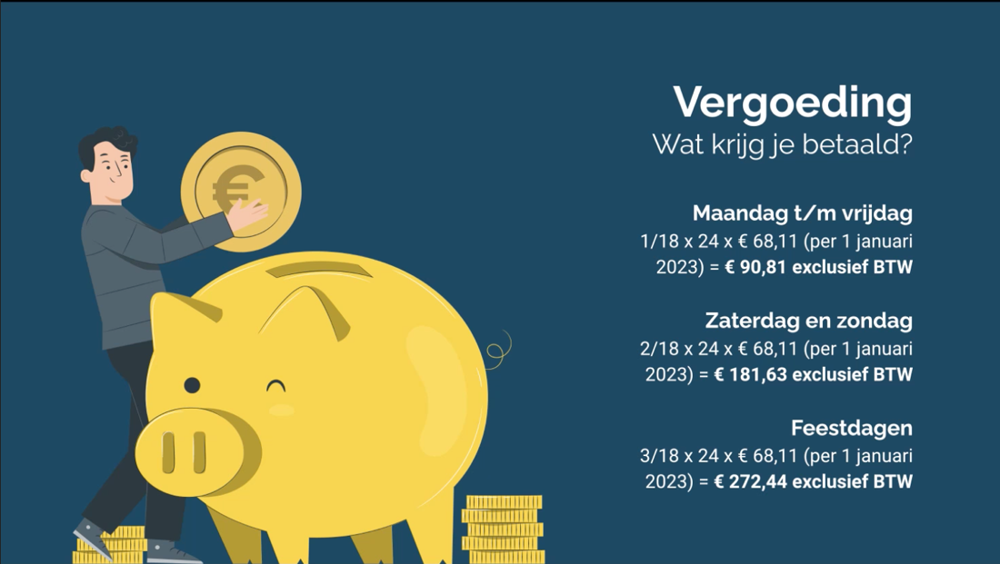 Vergoeding
Wat krijg je betaald?
Maandag t/m vrijdag
1/18 x 24 x € 68,11 (per 1 januari
2023) = € 90,81 exclusief BTW
Zaterdag en zondag
2/18 x 24 x € 68,11 (per 1 januari
2023) = € 181,63 exclusief BTW
Feestdagen
3/18 x 24 x € 68,11 (per 1 januari
2023) = € 272,44 exclusief BTW
€